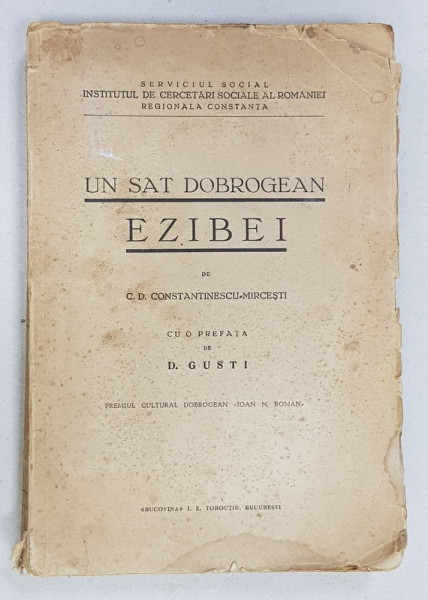 SERVICIUL SOCIAL
INSTITUTUL DE CERCETĂRI SOCIALE AL ROMÂNIEI
REGIONALA CONSTANȚA
UN SAT DOBROGEAN
EZIBEI
DE
C. D. CONSTANTINESCU-MIRCEȘTI
CU O PREFAȚA
DE
D. GUSTI
PREMIUL CULTURAL DOBROGEAN «IOAN N. ROMAN»
«BUCOVINA» I. E. TOROUȚIU, BUCUREȘTI